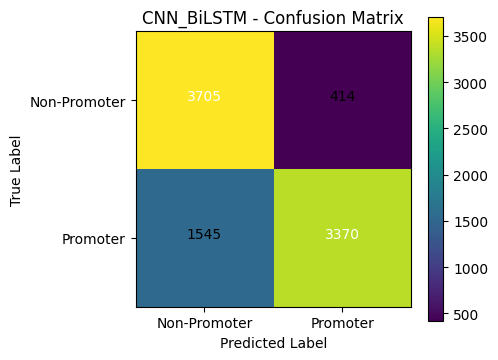 CNN_BiLSTM - Confusion Matrix
True Label
Non-Promoter
3705
414
Promoter
1545
3370
Non-Promoter
Promoter
Predicted Label
3500
3000
2500
2000
1500
1000
500